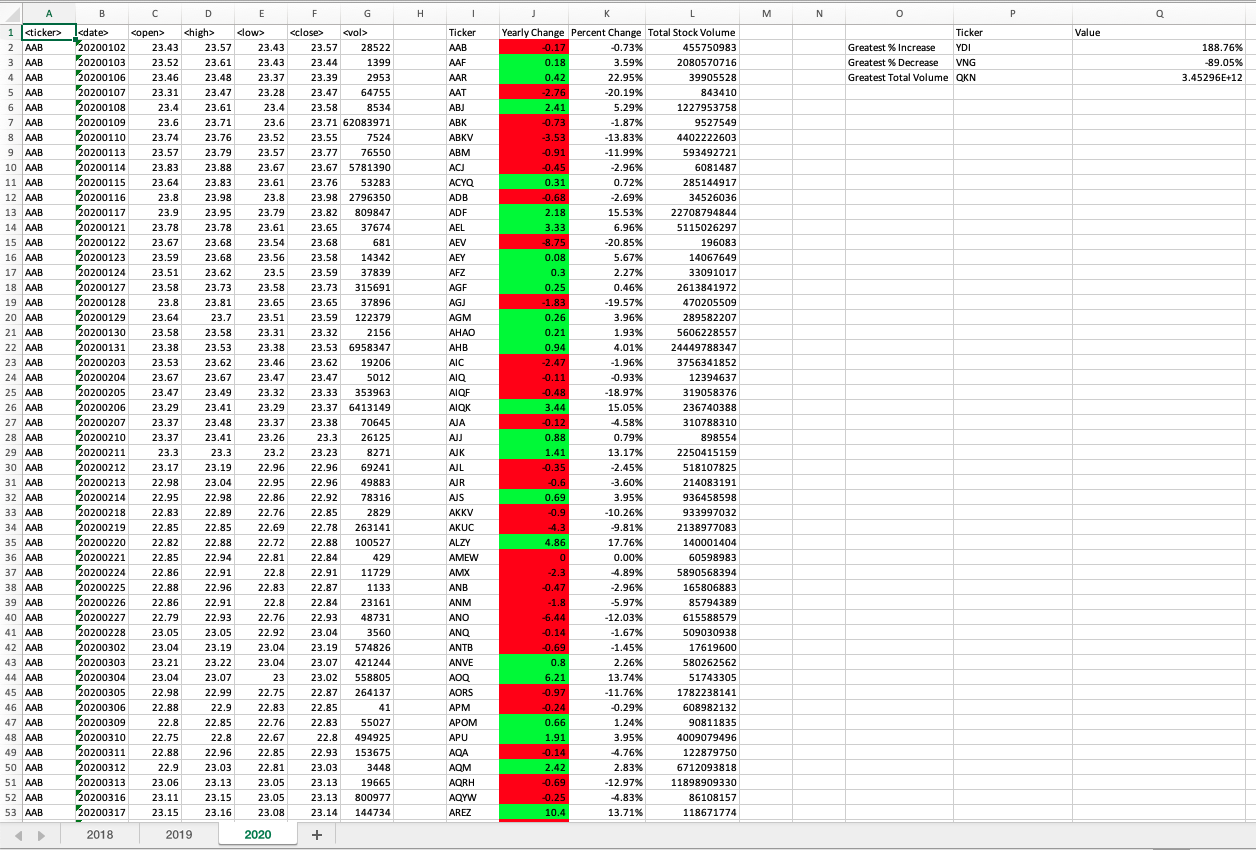 A B C D E F G H I J K L M N O P Q
1 <ticker> <date> <open> <high> <low> <close> <vol> Ticker Yearly Change Percent Change Total Stock Volume Ticker Value
2 AAB 20200102 23.43 23.57 23.43 23.57 28522 AAB -0.17 -0.73% 455750983 Greatest % Increase YDI 188.76%
3 AAB 20200103 23.52 23.61 23.43 23.44 1399 AAF 0.18 3.59% 2080570716 Greatest % Decrease VNG -89.05%
4 AAB 20200106 23.46 23.48 23.37 23.39 2953 AAR 0.42 22.95% 39905528 Greatest Total Volume QKN 3.45296E+12
5 AAB 20200107 23.31 23.47 23.28 23.47 64755 AAT -2.76 -20.19% 843410
6 AAB 20200108 23.4 23.61 23.4 23.58 8534 ABJ 2.41 5.29% 1227953758
7 AAB 20200109 23.6 23.71 23.6 23.71 62083971 ABK -0.73 -1.87% 9527549
8 AAB 20200110 23.74 23.76 23.52 23.55 7524 ABKV -3.53 -13.83% 4402222603
9 AAB 20200113 23.57 23.79 23.57 23.77 76550 ABM -0.91 -11.99% 593492721
10 AAB 20200114 23.83 23.88 23.67 23.67 5781390 ACJ -0.45 -2.96% 6081487
11 AAB 20200115 23.64 23.83 23.61 23.76 53283 ACYQ 0.31 0.72% 285144917
12 AAB 20200116 23.8 23.98 23.8 23.98 2796350 ADB -0.68 -2.69% 34526036
13 AAB 20200117 23.9 23.95 23.79 23.82 809847 ADF 2.18 15.53% 22708794844
14 AAB 20200121 23.78 23.78 23.61 23.65 37674 AEL 3.33 6.96% 5115026297
15 AAB 20200122 23.67 23.68 23.54 23.68 681 AEV -8.75 -20.85% 196083
16 AAB 20200123 23.59 23.68 23.56 23.58 14342 AEY 0.08 5.67% 14067649
17 AAB 20200124 23.51 23.62 23.5 23.59 37839 AFZ 0.3 2.27% 33091017
18 AAB 20200127 23.58 23.73 23.58 23.73 315691 AGF 0.25 0.46% 2613841972
19 AAB 20200128 23.8 23.81 23.65 23.65 37896 AGJ -1.83 -19.57% 470205509
20 AAB 20200129 23.64 23.7 23.51 23.59 122379 AGM 0.26 3.96% 289582207
21 AAB 20200130 23.58 23.58 23.31 23.32 2156 AHAO 0.21 1.93% 5606228557
22 AAB 20200131 23.38 23.53 23.38 23.53 6958347 AHB 0.94 4.01% 24449788347
23 AAB 20200203 23.53 23.62 23.46 23.62 19206 AIC -2.47 -1.96% 3756341852
24 AAB 20200204 23.67 23.67 23.47 23.47 5012 AIQ -0.11 -0.93% 12394637
25 AAB 20200205 23.47 23.49 23.32 23.33 353963 AIQF -0.48 -18.97% 319058376
26 AAB 20200206 23.29 23.41 23.29 23.37 6413149 AIQK 3.44 15.05% 236740388
27 AAB 20200207 23.37 23.48 23.37 23.38 70645 AJA -0.12 -4.58% 310788310
28 AAB 20200210 23.37 23.41 23.26 23.3 26125 AJJ 0.88 0.79% 898554
29 AAB 20200211 23.3 23.3 23.2 23.23 8271 AJK 1.41 13.17% 2250415159
30 AAB 20200212 23.17 23.19 22.96 22.96 69241 AJL -0.35 -2.45% 518107825
31 AAB 20200213 22.98 23.04 22.95 22.96 49883 AJR -0.6 -3.60% 214083191
32 AAB 20200214 22.95 22.98 22.86 22.92 78316 AJS 0.69 3.95% 936458598
33 AAB 20200218 22.83 22.89 22.76 22.85 2829 AKKV -0.9 -10.26% 933997032
34 AAB 20200219 22.85 22.85 22.69 22.78 263141 AKUC -4.3 -9.81% 2138977083
35 AAB 20200220 22.82 22.88 22.72 22.88 100527 ALZY 4.86 17.76% 140001404
36 AAB 20200221 22.85 22.94 22.81 22.84 429 AMEW 0 0.00% 60598983
37 AAB 20200224 22.86 22.91 22.8 22.91 11729 AMX -2.3 -4.89% 5890568394
38 AAB 20200225 22.88 22.96 22.83 22.87 1133 ANB -0.47 -2.96% 165806883
39 AAB 20200226 22.86 22.91 22.8 22.84 23161 ANM -1.8 -5.97% 85794389
40 AAB 20200227 22.79 22.93 22.76 22.93 48731 ANO -6.44 -12.03% 615588579
41 AAB 20200228 23.05 23.05 22.92 23.04 3560 ANQ -0.14 -1.67% 509030938
42 AAB 20200302 23.04 23.19 23.04 23.19 574826 ANTB -0.69 -1.45% 17619600
43 AAB 20200303 23.21 23.22 23.04 23.07 421244 ANVE 0.8 2.26% 580262562
44 AAB 20200304 23.04 23.07 23 23.02 558805 AOQ 6.21 13.74% 51743305
45 AAB 20200305 22.98 22.99 22.75 22.87 264137 AORS -0.97 -11.76% 1782238141
46 AAB 20200306 22.88 22.9 22.83 22.85 41 APM -0.24 -0.29% 608982132
47 AAB 20200309 22.8 22.85 22.76 22.83 55027 APOM 0.66 1.24% 90811835
48 AAB 20200310 22.75 22.8 22.67 22.8 494925 APU 1.91 3.95% 4009079496
49 AAB 20200311 22.88 22.96 22.85 22.93 153675 AQA -0.14 -4.76% 122879750
50 AAB 20200312 22.9 23.03 22.81 23.03 3448 AQM 2.42 2.83% 6712093818
51 AAB 20200313 23.06 23.13 23.05 23.13 19665 AQRH -0.69 -12.97% 11898909330
52 AAB 20200316 23.11 23.15 23.05 23.13 800977 AQYW -0.25 -4.83% 86108157
53 AAB 20200317 23.15 23.16 23.08 23.14 144734 AREZ 10.4 13.71% 118671774
2018 2019 2020 +